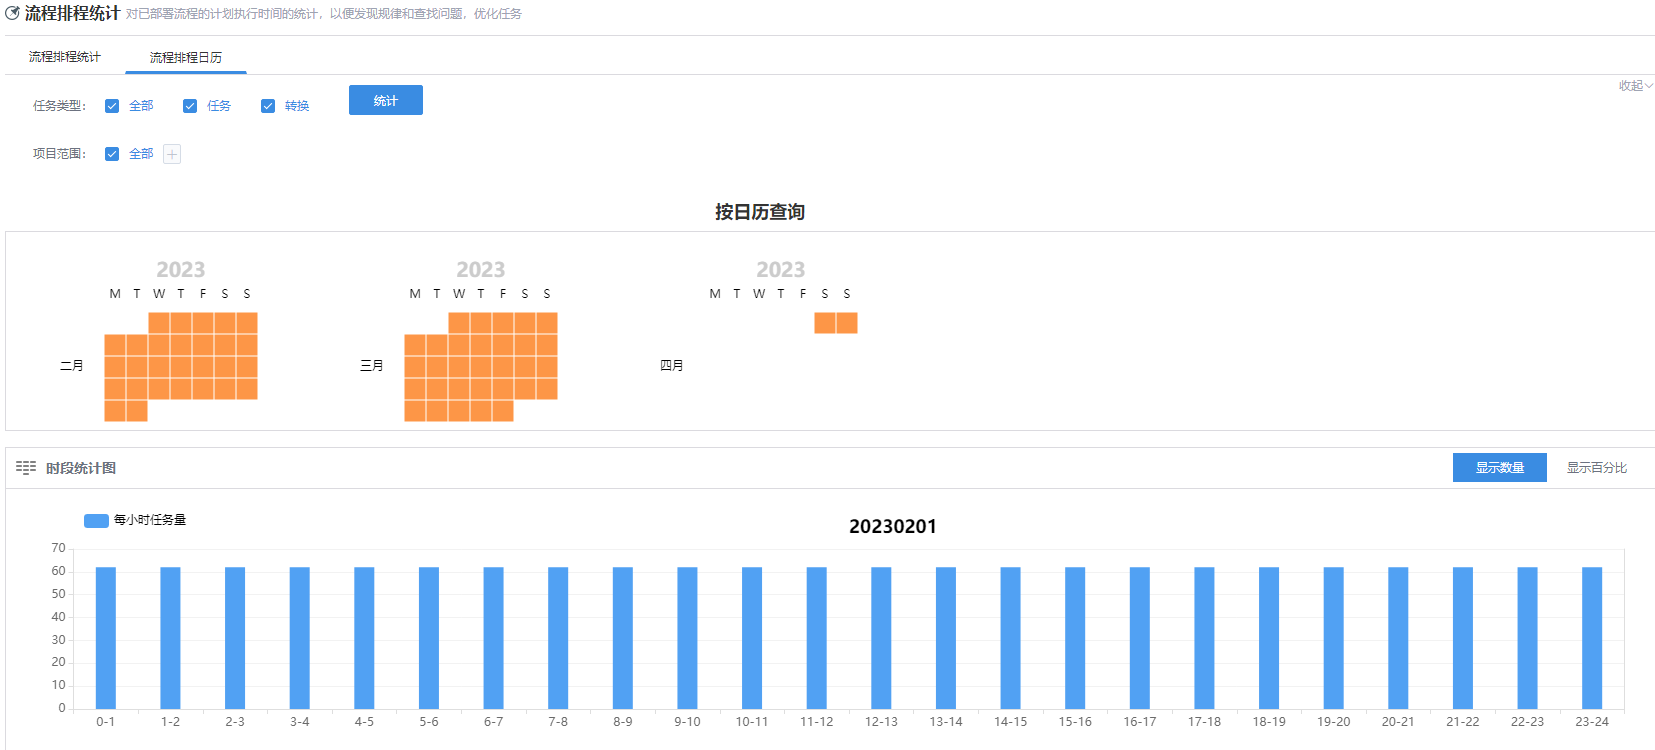 流程排程统计 对已部署流程的计划执行时间的统计，以便发现规律和查找问题，优化任务
流程排程统计 流程排程日历
收起
任务类型： 全部 任务 转换 统计
项目范围： 全部
按日历查询
2023 2023 2023
M T W T F S S M T W T F S S M T W T F S S
二月 三月 四月
时段统计图 显示数量 显示百分比
每小时任务量
20230201
70
60
50
40
30
20
10
0
0-1 1-2 2-3 3-4 4-5 5-6 6-7 7-8 8-9 9-10 10-11 11-12 12-13 13-14 14-15 15-16 16-17 17-18 18-19 19-20 20-21 21-22 22-23 23-24